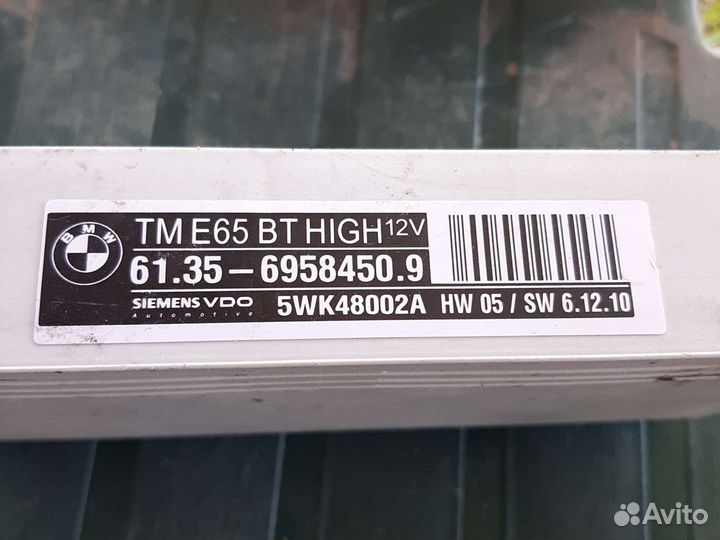 BMW
TM E65 BT HIGH 12V
61.35 - 6958450.9
SIEMENS VDO
Automotive
5WK48002A HW 05 / SW 6.12.10
Avito